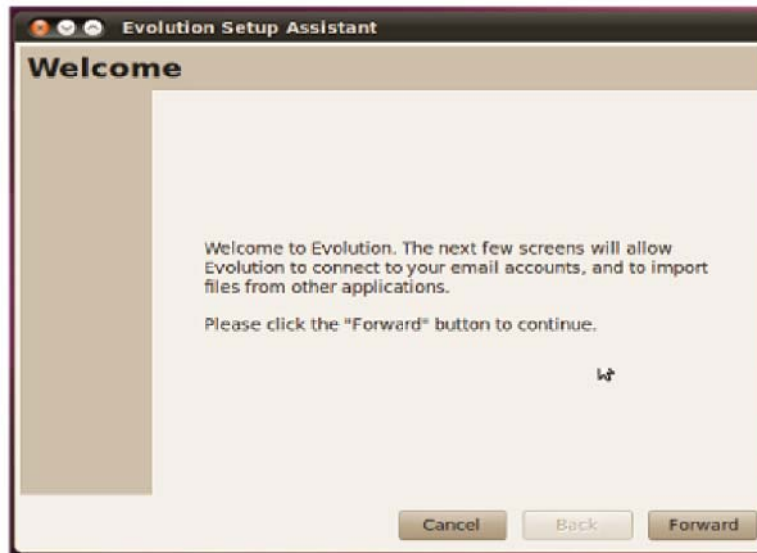 Evolution Setup Assistant
Welcome
Welcome to Evolution. The next few screens will allow
Evolution to connect to your email accounts, and to import
files from other applications.
Please click the "Forward" button to continue.
Cancel
Back
Forward